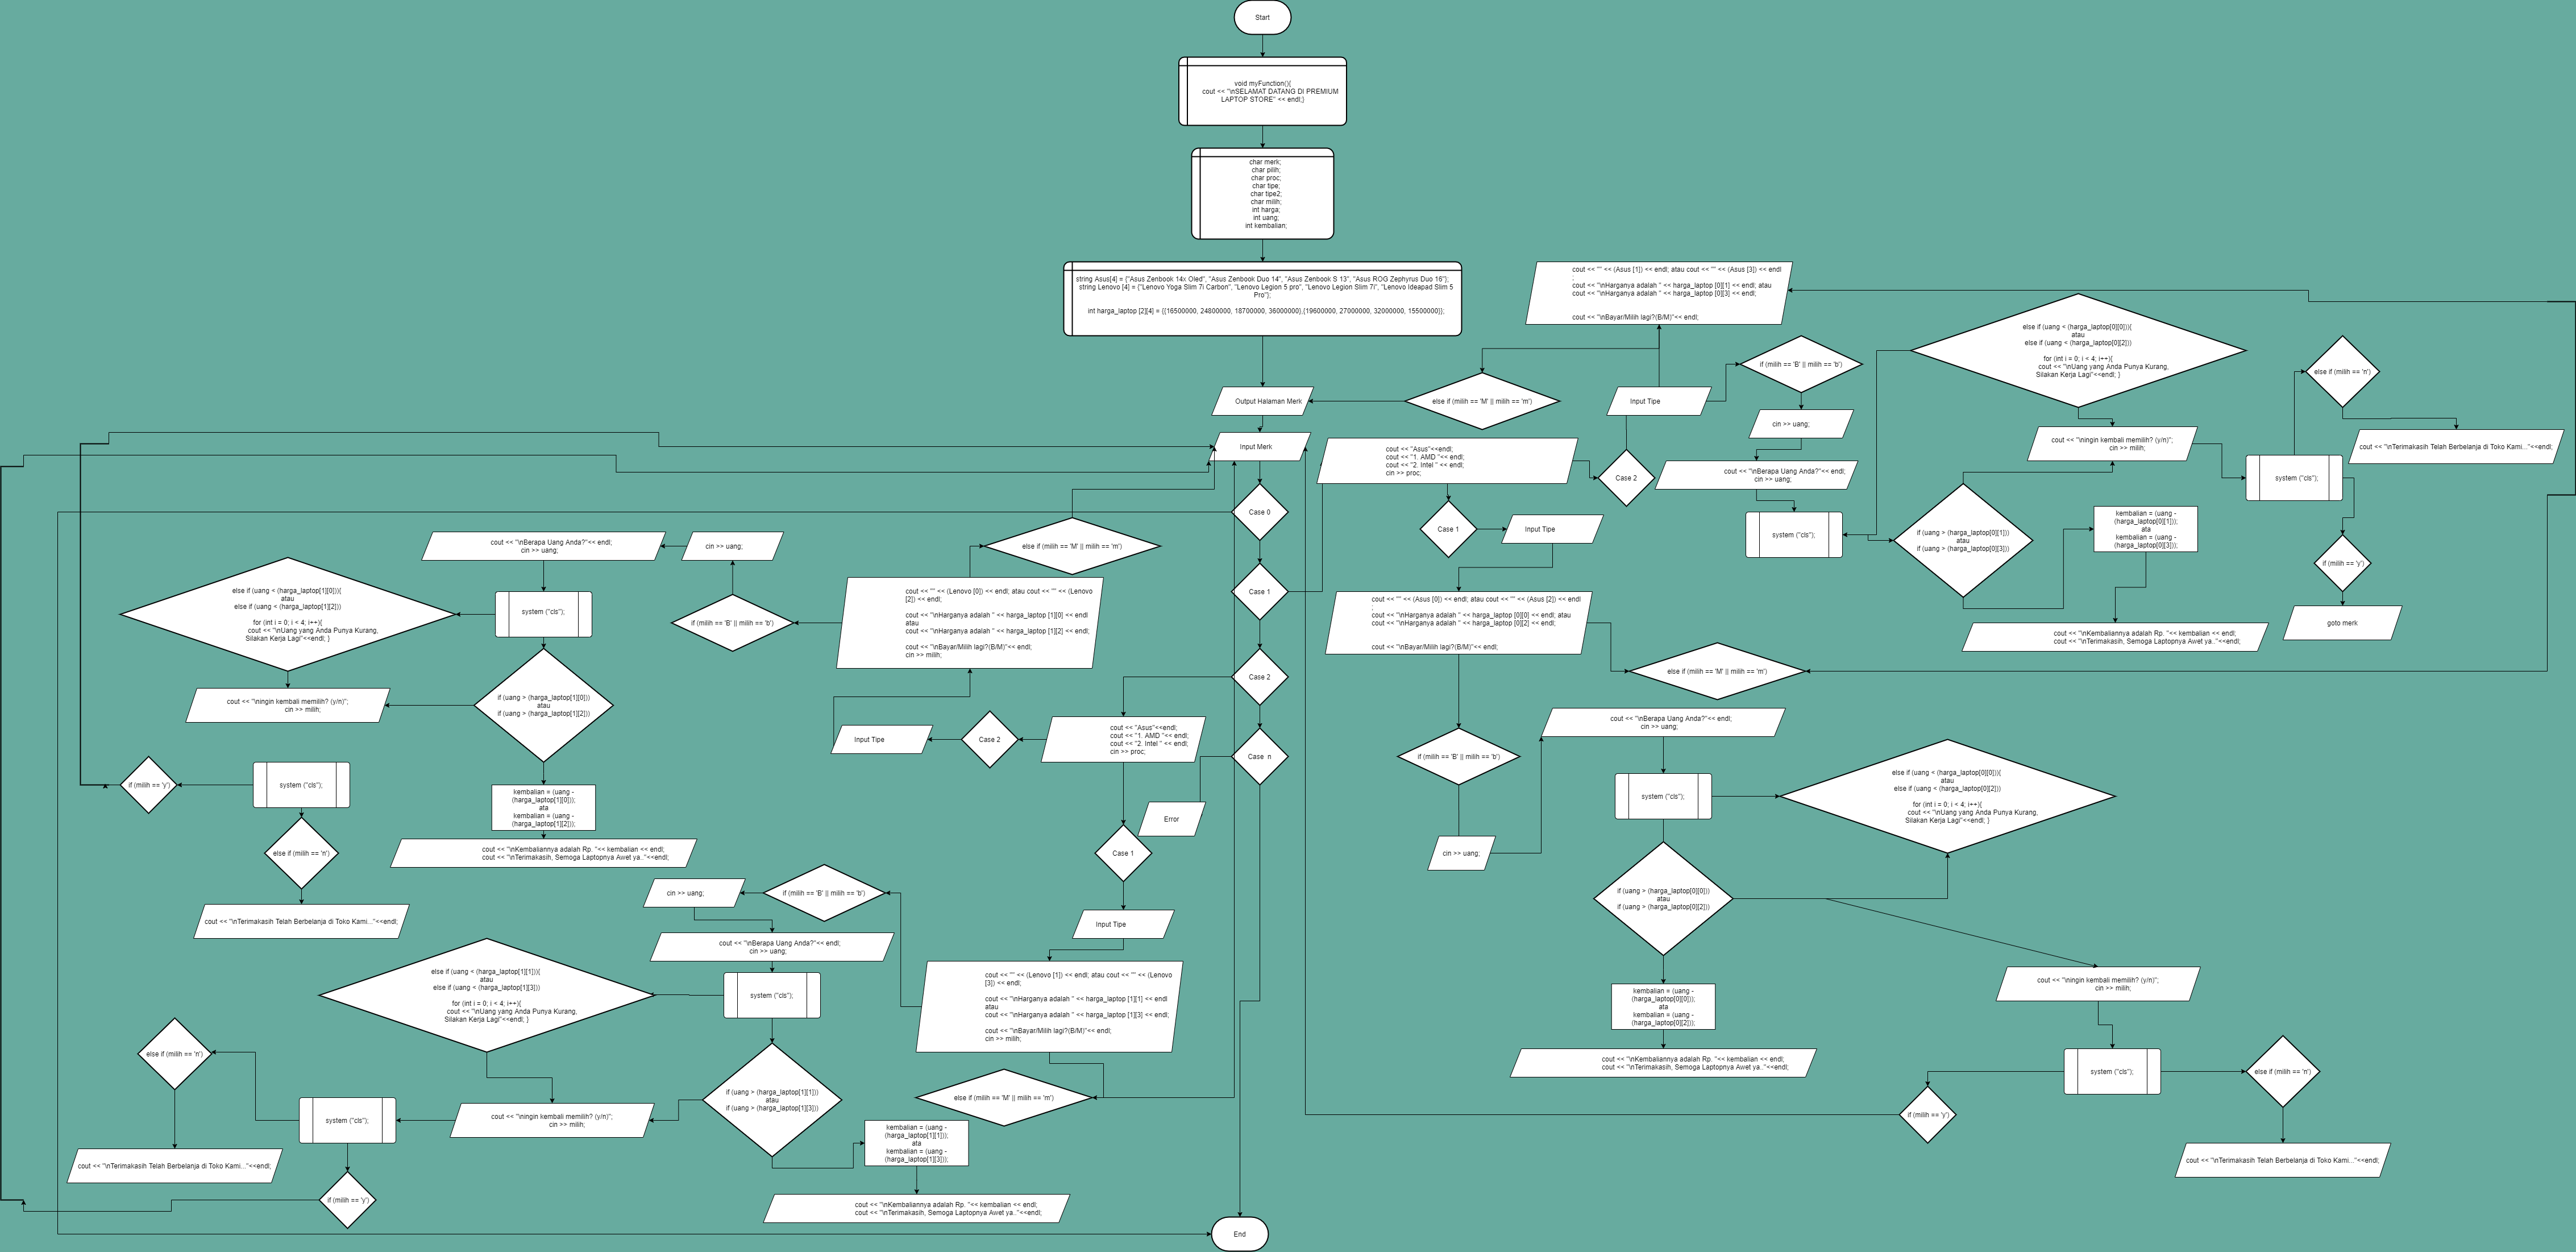 Start
void myFunction(){
cout << "\nSELAMAT DATANG DI PREMIUM
LAPTOP STORE" << endl;}
char merk;
char pilih;
char proc;
char tipe;
char tipe2;
char milih;
int harga;
int uang;
int kembalian;
string Asus[4] = {"Asus Zenbook 14x Oled", "Asus Zenbook Duo 14", "Asus Zenbook S 13", "Asus ROG Zephyrus Duo 16"};
string Lenovo [4] = {"Lenovo Yoga Slim 7i Carbon", "Lenovo Legion 5 pro", "Lenovo Legion Slim 7i", "Lenovo Ideapad Slim 5
Pro"};
int harga_laptop [2][4] = {{16500000, 24800000, 18700000, 36000000},{19600000, 27000000, 32000000, 15500000}};
Output Halaman Merk
Input Merk
Case 0
Case 1
Case 2
Case n
Error
End
else if (milih == 'M' || milih == 'm')
cout << "" << (Asus [1]) << endl; atau cout << "" << (Asus [3]) << endl
;
cout << "\nHarganya adalah " << harga_laptop [0][1] << endl; atau
cout << "\nHarganya adalah " << harga_laptop [0][3] << endl;
cout << "\nBayar/Milih lagi?(B/M)"<< endl;
Input Tipe
if (milih == 'B' || milih == 'b')
cin >> uang;
cout << "\nBerapa Uang Anda?"<< endl;
cin >> uang;
system ("cls");
else if (uang < (harga_laptop[0][0])){
atau
else if (uang < (harga_laptop[0][2]))
for (int i = 0; i < 4; i++){
cout << "\nUang yang Anda Punya Kurang,
Silakan Kerja Lagi"<<endl; }
if (uang > (harga_laptop[0][1]))
atau
if (uang > (harga_laptop[0][3]))
cout << "\ningin kembali memilih? (y/n)";
cin >> milih;
kembalian = (uang -
(harga_laptop[0][1]));
ata
kembalian = (uang -
(harga_laptop[0][3]));
cout << "\nKembaliannya adalah Rp. "<< kembalian << endl;
cout << "\nTerimakasih, Semoga Laptopnya Awet ya.."<<endl;
system ("cls");
else if (milih == 'n')
cout << "\nTerimakasih Telah Berbelanja di Toko Kami..."<<endl;
if (milih == 'y')
goto merk
cout << "Asus"<<endl;
cout << "1. AMD "<< endl;
cout << "2. Intel " << endl;
cin >> proc;
Case 2
Case 1
Input Tipe
cout << "" << (Asus [0]) << endl; atau cout << "" << (Asus [2]) << endl
;
cout << "\nHarganya adalah " << harga_laptop [0][0] << endl; atau
cout << "\nHarganya adalah " << harga_laptop [0][2] << endl;
cout << "\nBayar/Milih lagi?(B/M)"<< endl;
else if (milih == 'M' || milih == 'm')
if (milih == 'B' || milih == 'b')
cin >> uang;
cout << "\nBerapa Uang Anda?"<< endl;
cin >> uang;
system ("cls");
else if (uang < (harga_laptop[0][0])){
atau
else if (uang < (harga_laptop[0][2]))
for (int i = 0; i < 4; i++){
cout << "\nUang yang Anda Punya Kurang,
Silakan Kerja Lagi"<<endl; }
if (uang > (harga_laptop[0][0]))
atau
if (uang > (harga_laptop[0][2]))
kembalian = (uang -
(harga_laptop[0][0]));
ata
kembalian = (uang -
(harga_laptop[0][2]));
cout << "\nKembaliannya adalah Rp. "<< kembalian << endl;
cout << "\nTerimakasih, Semoga Laptopnya Awet ya.."<<endl;
cout << "\ningin kembali memilih? (y/n)";
cin >> milih;
system ("cls");
else if (milih == 'n')
if (milih == 'y')
cout << "\nTerimakasih Telah Berbelanja di Toko Kami..."<<endl;
cout << "\nBerapa Uang Anda?"<< endl;
cin >> uang;
cin >> uang;
else if (milih == 'M' || milih == 'm')
cout << "" << (Lenovo [0]) << endl; atau cout << "" << (Lenovo
[2]) << endl;
cout << "\nHarganya adalah " << harga_laptop [1][0] << endl
atau
cout << "\nHarganya adalah " << harga_laptop [1][2] << endl;
cout << "\nBayar/Milih lagi?(B/M)"<< endl;
cin >> milih;
if (milih == 'B' || milih == 'b')
system ("cls");
else if (uang < (harga_laptop[1][0])){
atau
else if (uang < (harga_laptop[1][2]))
for (int i = 0; i < 4; i++){
cout << "\nUang yang Anda Punya Kurang,
Silakan Kerja Lagi"<<endl; }
if (uang > (harga_laptop[1][0]))
atau
if (uang > (harga_laptop[1][2]))
cout << "\ningin kembali memilih? (y/n)";
cin >> milih;
Input Tipe
Case 2
cout << "Asus"<<endl;
cout << "1. AMD "<< endl;
cout << "2. Intel " << endl;
cin >> proc;
if (milih == 'y')
system ("cls");
kembalian = (uang -
(harga_laptop[1][0]));
ata
kembalian = (uang -
(harga_laptop[1][2]));
cout << "\nKembaliannya adalah Rp. "<< kembalian << endl;
cout << "\nTerimakasih, Semoga Laptopnya Awet ya.."<<endl;
else if (milih == 'n')
cout << "\nTerimakasih Telah Berbelanja di Toko Kami..."<<endl;
Case 1
Input Tipe
cin >> uang;
if (milih == 'B' || milih == 'b')
cout << "\nBerapa Uang Anda?"<< endl;
cin >> uang;
cout << "" << (Lenovo [1]) << endl; atau cout << "" << (Lenovo
[3]) << endl;
cout << "\nHarganya adalah " << harga_laptop [1][1] << endl
atau
cout << "\nHarganya adalah " << harga_laptop [1][3] << endl;
cout << "\nBayar/Milih lagi?(B/M)"<< endl;
cin >> milih;
else if (milih == 'M' || milih == 'm')
system ("cls");
else if (uang < (harga_laptop[1][1])){
atau
else if (uang < (harga_laptop[1][3]))
for (int i = 0; i < 4; i++){
cout << "\nUang yang Anda Punya Kurang,
Silakan Kerja Lagi"<<endl; }
if (uang > (harga_laptop[1][1]))
atau
if (uang > (harga_laptop[1][3]))
cout << "\ningin kembali memilih? (y/n)";
cin >> milih;
system ("cls");
else if (milih == 'n')
cout << "\nTerimakasih Telah Berbelanja di Toko Kami..."<<endl;
if (milih == 'y')
kembalian = (uang -
(harga_laptop[1][1]));
ata
kembalian = (uang -
(harga_laptop[1][3]));
cout << "\nKembaliannya adalah Rp. "<< kembalian << endl;
cout << "\nTerimakasih, Semoga Laptopnya Awet ya.."<<endl;